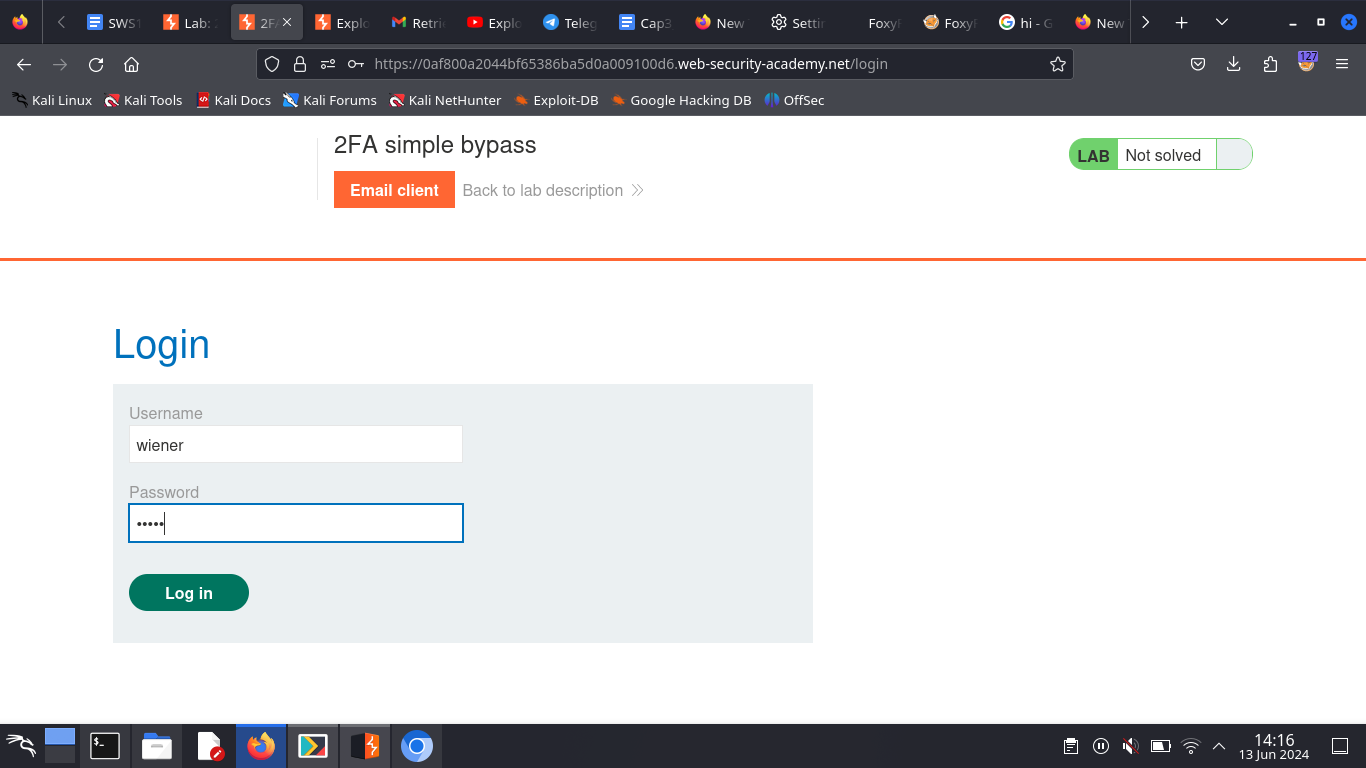 SWS1
Lab: 2
2FA
Explo
Retrie
Explo
Teleg
Cap3
New
Settin
FoxyP
FoxyP
hi - G
New
https://0af800a2044bf65386ba5d0a009100d6.web-security-academy.net/login
127
Kali Linux
Kali Tools
Kali Docs
Kali Forums
Kali NetHunter
Exploit-DB
Google Hacking DB
OffSec
2FA simple bypass
LAB Not solved
Email client
Back to lab description
Login
Username
wiener
Password
•••••
Log in
14:16
13 Jun 2024